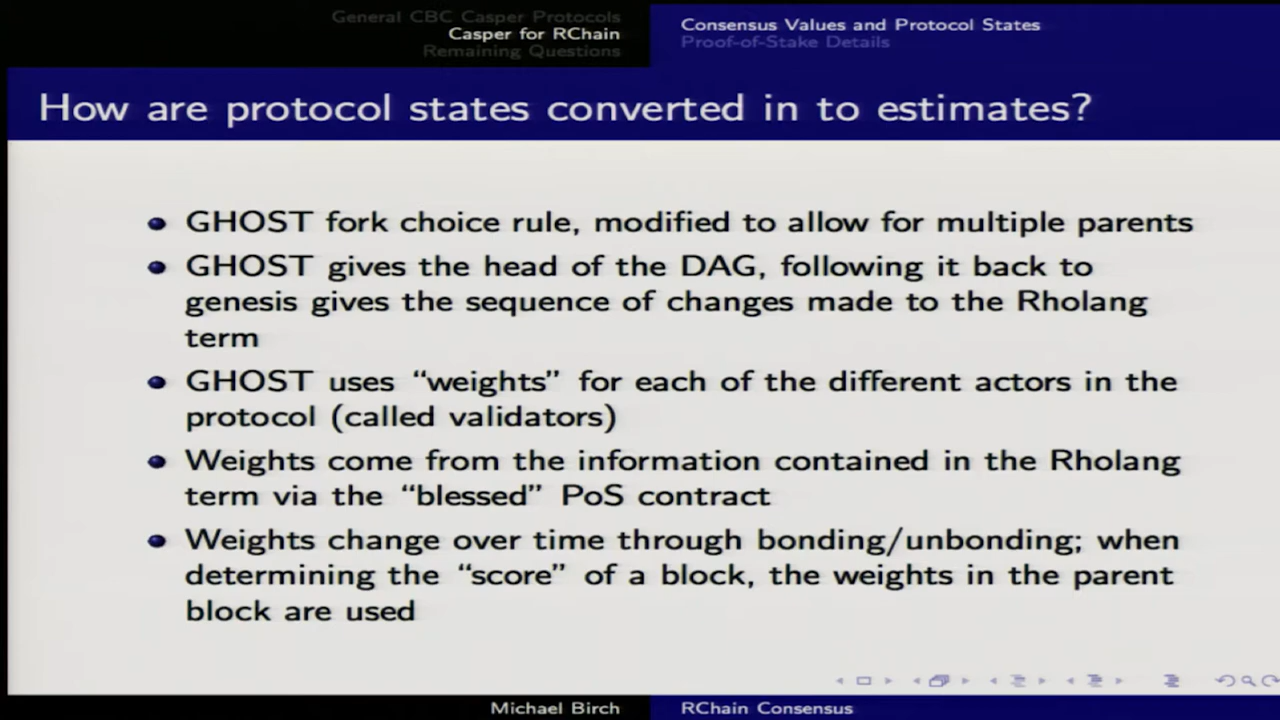 General CBC Casper Protocols
Casper for RChain
Remaining Questions
Consensus Values and Protocol States
Proof-of-Stake Details
How are protocol states converted in to estimates?
GHOST fork choice rule, modified to allow for multiple parents
GHOST gives the head of the DAG, following it back to
genesis gives the sequence of changes made to the Rholang
term
GHOST uses “weights” for each of the different actors in the
protocol (called validators)
Weights come from the information contained in the Rholang
term via the “blessed” PoS contract
Weights change over time through bonding/unbonding; when
determining the “score” of a block, the weights in the parent
block are used
Michael Birch
RChain Consensus